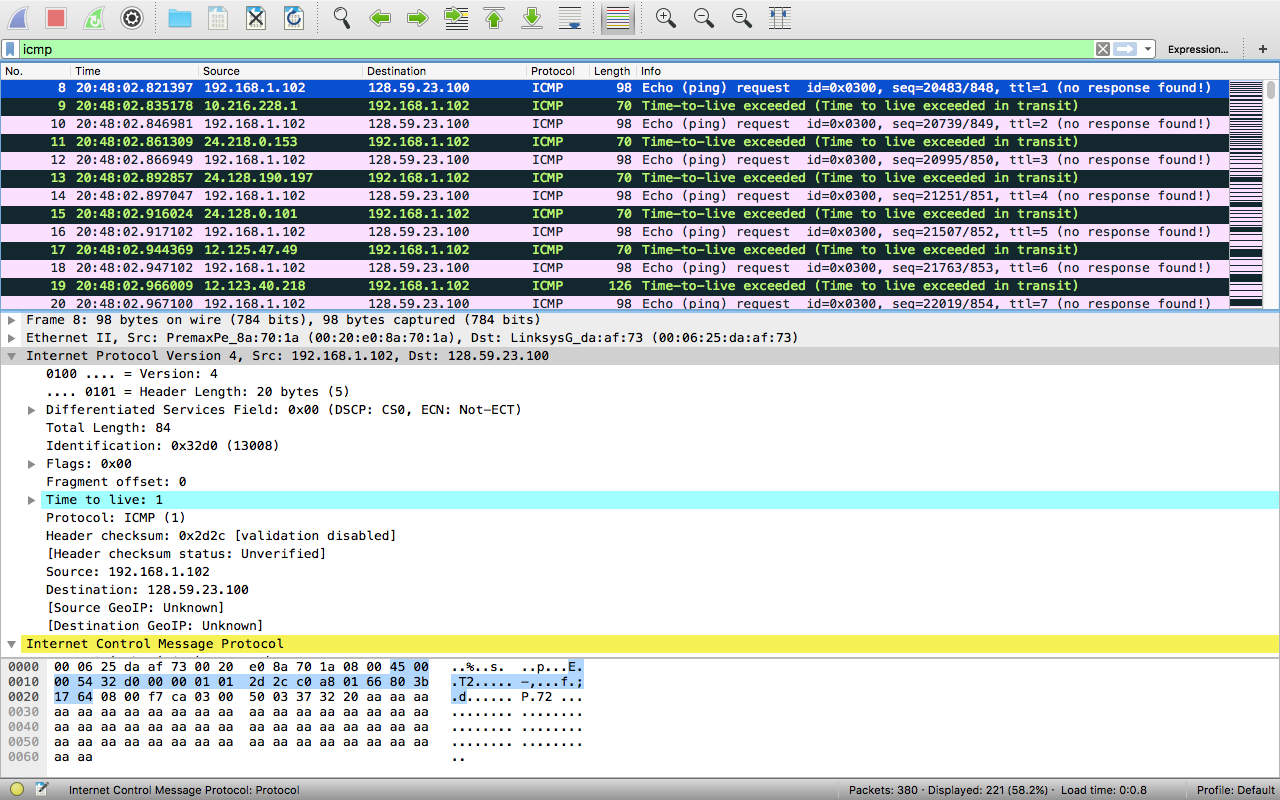 icmp Expression... +
No. Time Source Destination Protocol Length Info
8 20:48:02.821397 192.168.1.102 128.59.23.100 ICMP 98 Echo (ping) request id=0x0300, seq=20483/848, ttl=1 (no response found!)
9 20:48:02.835178 10.216.228.1 192.168.1.102 ICMP 70 Time-to-live exceeded (Time to live exceeded in transit)
10 20:48:02.846981 192.168.1.102 128.59.23.100 ICMP 98 Echo (ping) request id=0x0300, seq=20739/849, ttl=2 (no response found!)
11 20:48:02.861309 24.218.0.153 192.168.1.102 ICMP 70 Time-to-live exceeded (Time to live exceeded in transit)
12 20:48:02.866949 192.168.1.102 128.59.23.100 ICMP 98 Echo (ping) request id=0x0300, seq=20995/850, ttl=3 (no response found!)
13 20:48:02.892857 24.128.190.197 192.168.1.102 ICMP 70 Time-to-live exceeded (Time to live exceeded in transit)
14 20:48:02.897047 192.168.1.102 128.59.23.100 ICMP 98 Echo (ping) request id=0x0300, seq=21251/851, ttl=4 (no response found!)
15 20:48:02.916024 24.128.0.101 192.168.1.102 ICMP 70 Time-to-live exceeded (Time to live exceeded in transit)
16 20:48:02.917102 192.168.1.102 128.59.23.100 ICMP 98 Echo (ping) request id=0x0300, seq=21507/852, ttl=5 (no response found!)
17 20:48:02.944369 12.125.47.49 192.168.1.102 ICMP 70 Time-to-live exceeded (Time to live exceeded in transit)
18 20:48:02.947102 192.168.1.102 128.59.23.100 ICMP 98 Echo (ping) request id=0x0300, seq=21763/853, ttl=6 (no response found!)
19 20:48:02.966009 12.123.40.218 192.168.1.102 ICMP 126 Time-to-live exceeded (Time to live exceeded in transit)
20 20:48:02.967100 192.168.1.102 128.59.23.100 ICMP 98 Echo (ping) request id=0x0300, seq=22019/854, ttl=7 (no response found!)
Frame 8: 98 bytes on wire (784 bits), 98 bytes captured (784 bits)
Ethernet II, Src: PremaxPe_8a:70:1a (00:20:e0:8a:70:1a), Dst: LinksysG_da:af:73 (00:06:25:da:af:73)
Internet Protocol Version 4, Src: 192.168.1.102, Dst: 128.59.23.100
0100 .... = Version: 4
.... 0101 = Header Length: 20 bytes (5)
Differentiated Services Field: 0x00 (DSCP: CS0, ECN: Not-ECT)
Total Length: 84
Identification: 0x32d0 (13008)
Flags: 0x00
Fragment offset: 0
Time to live: 1
Protocol: ICMP (1)
Header checksum: 0x2d2c [validation disabled]
[Header checksum status: Unverified]
Source: 192.168.1.102
Destination: 128.59.23.100
[Source GeoIP: Unknown]
[Destination GeoIP: Unknown]
Internet Control Message Protocol
0000 00 06 25 da af 73 00 20 e0 8a 70 1a 08 00 45 00 ..%..s. ..p...E.
0010 00 54 32 d0 00 00 01 01 2d 2c c0 a8 01 66 80 3b .T2..... -,...f.;
0020 17 64 08 00 f7 ca 03 00 50 03 37 32 20 aa aa aa .d...... P.72 ...
0030 aa aa aa aa aa aa aa aa aa aa aa aa aa aa aa aa ........ ........
0040 aa aa aa aa aa aa aa aa aa aa aa aa aa aa aa aa ........ ........
0050 aa aa aa aa aa aa aa aa aa aa aa aa aa aa aa aa ........ ........
0060 aa aa ..
Internet Control Message Protocol: Protocol Packets: 380 · Displayed: 221 (58.2%) · Load time: 0:0.8 Profile: Default